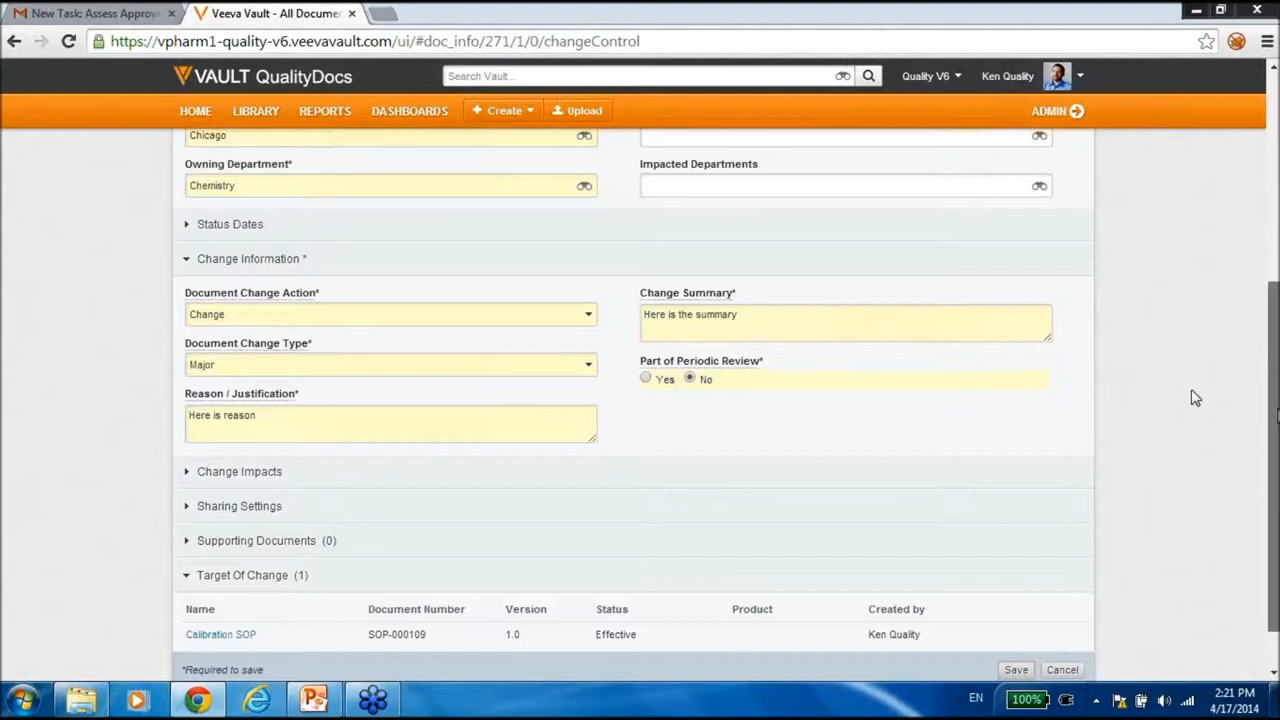 New Task: Assess Approva
Veeva Vault - All Docume
https://vpharm1-quality-v6.veevavault.com/ui/#doc_info/271/1/0/changeControl
VAULT QualityDocs
Search Vault...
Quality V6
Ken Quality
HOME
LIBRARY
REPORTS
DASHBOARDS
+ Create
Upload
ADMIN
Chicago
Owning Department*
Impacted Departments
Chemistry
Status Dates
Change Information *
Document Change Action*
Change Summary*
Change
Here is the summary
Document Change Type*
Part of Periodic Review*
Major
Yes
No
Reason / Justification*
Here is reason
Change Impacts
Sharing Settings
Supporting Documents (0)
Target Of Change (1)
Name Document Number Version Status Product Created by
Calibration SOP SOP-000109 1.0 Effective Ken Quality
*Required to save
Save
Cancel
EN
100%
2:21 PM
4/17/2014